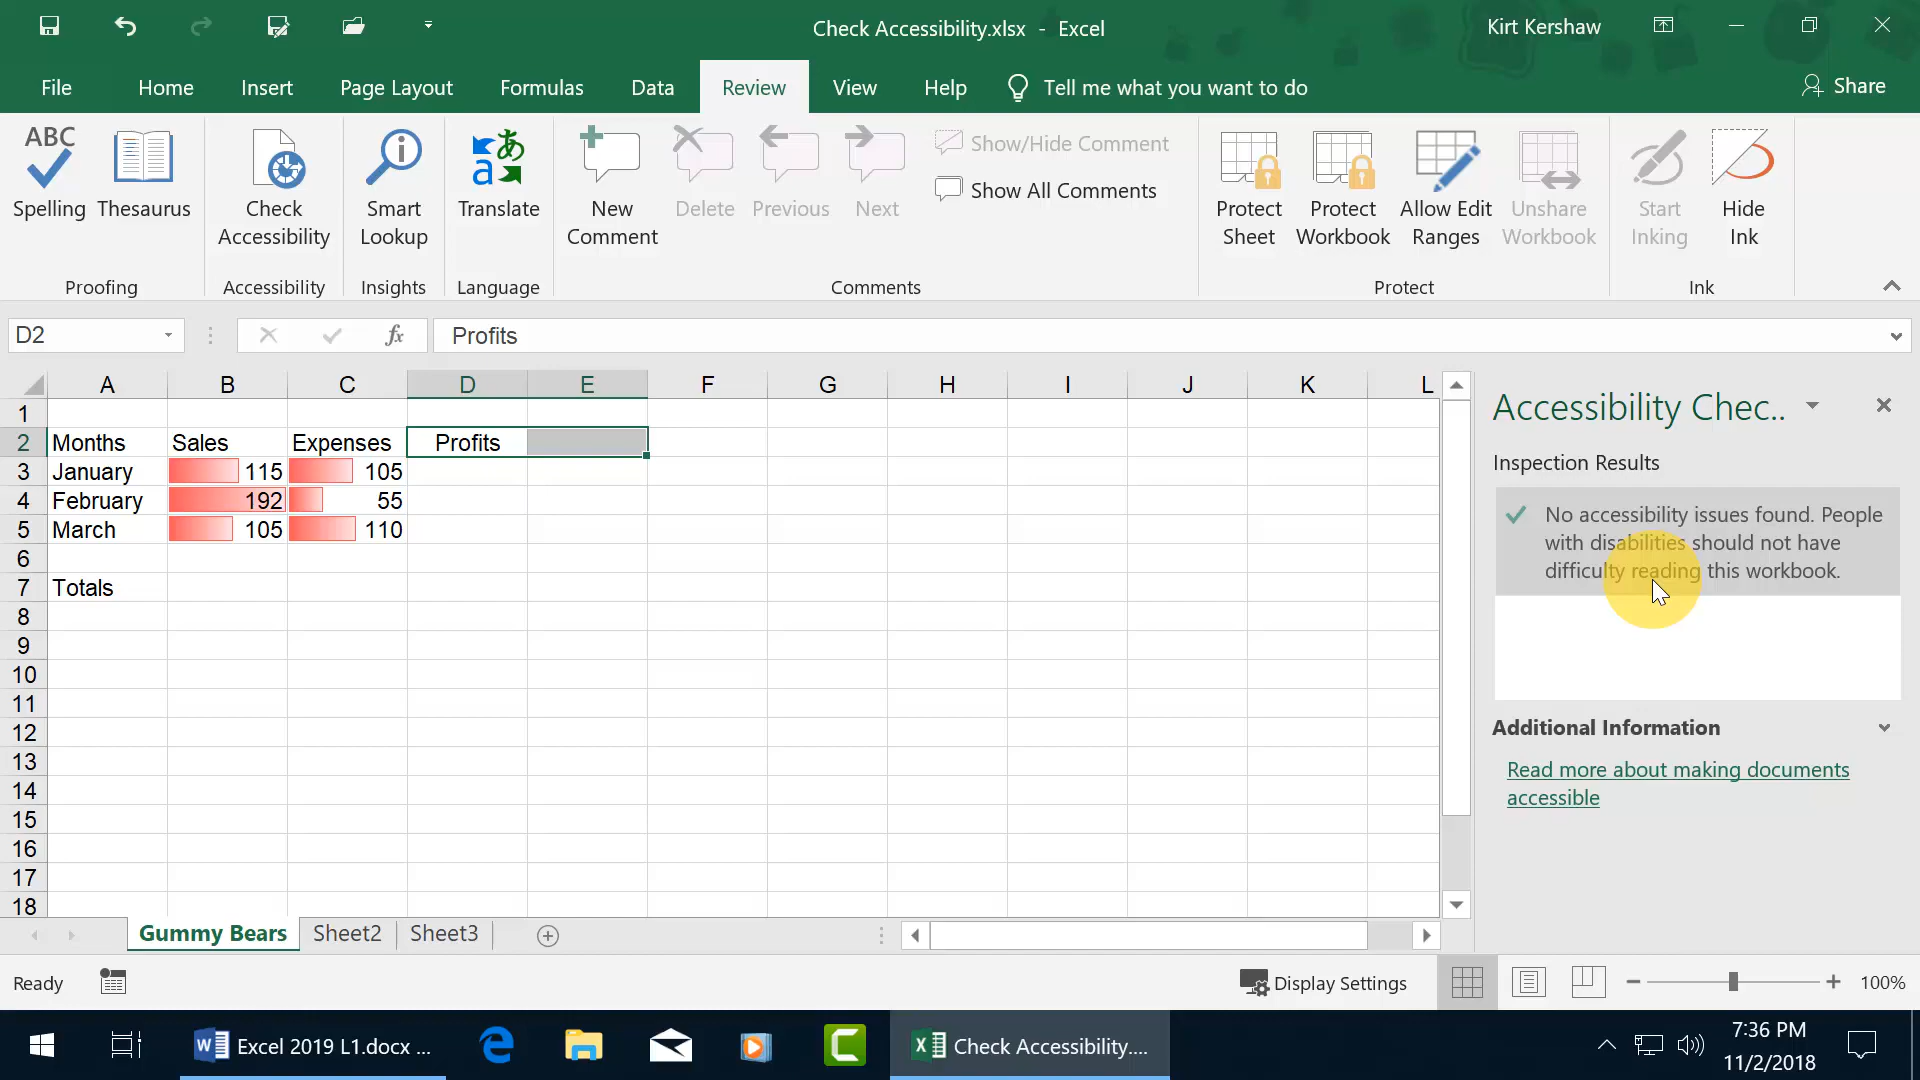 Check Accessibility.xlsx - Excel
Kirt Kershaw
File Home Insert Page Layout Formulas Data Review View Help Tell me what you want to do Share
ABC
Spelling Thesaurus
Check Accessibility
Smart Lookup
Translate
New Comment
Delete Previous Next
Show/Hide Comment
Show All Comments
Protect Sheet
Protect Workbook
Allow Edit Ranges
Unshare Workbook
Start Inking
Hide Ink
Proofing Accessibility Insights Language Comments Protect Ink
D2 fx Profits
A B C D E F G H I J K L
1
2 Months Sales Expenses Profits
3 January 115 105
4 February 192 55
5 March 105 110
6
7 Totals
8
9
10
11
12
13
14
15
16
17
18
Accessibility Chec..
Inspection Results
No accessibility issues found. People
with disabilities should not have
difficulty reading this workbook.
Additional Information
Read more about making documents
accessible
Gummy Bears Sheet2 Sheet3
Ready Display Settings 100%
Excel 2019 L1.docx ... Check Accessibility....
7:36 PM
11/2/2018